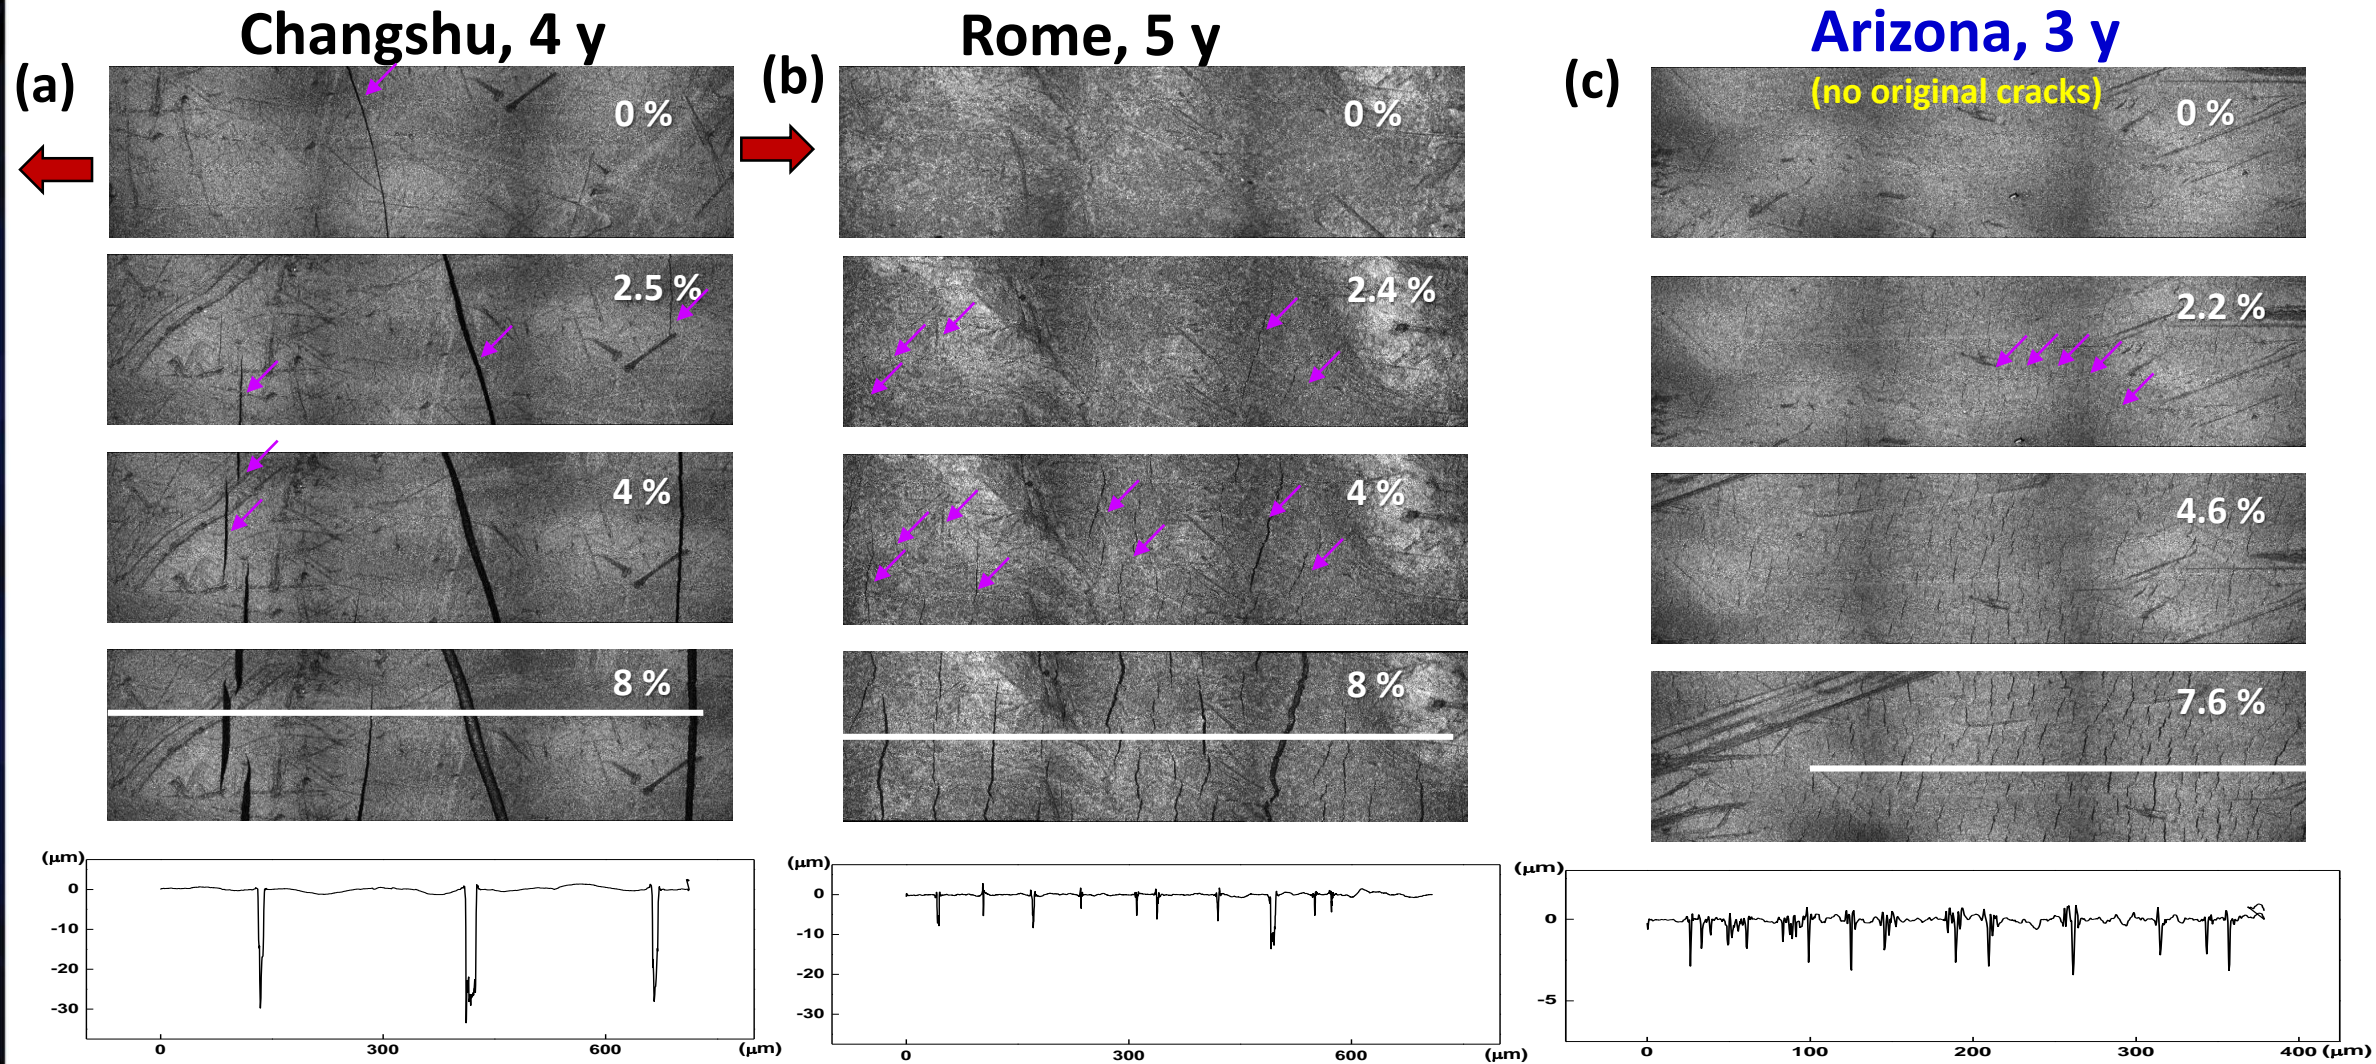 Changshu, 4 y
Rome, 5 y
Arizona, 3 y
(a)
0 %
2.5 %
4 %
8 %
(μm)
0
-10
-20
-30
0
300
600
(μm)
(b)
0 %
2.4 %
4 %
8 %
(μm)
0
-10
-20
-30
0
300
600
(μm)
(c)
(no original cracks)
0 %
2.2 %
4.6 %
7.6 %
(μm)
0
-5
0
100
200
300
400
(μm)